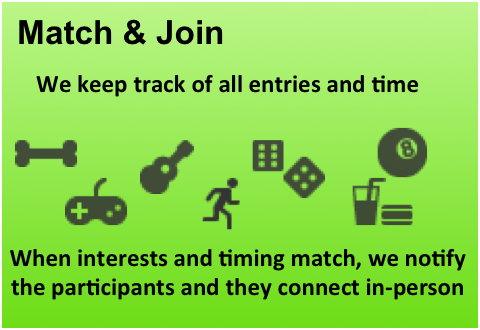 Match & Join
We keep track of all entries and time
8
When interests and timing match, we notify
the participants and they connect in-person